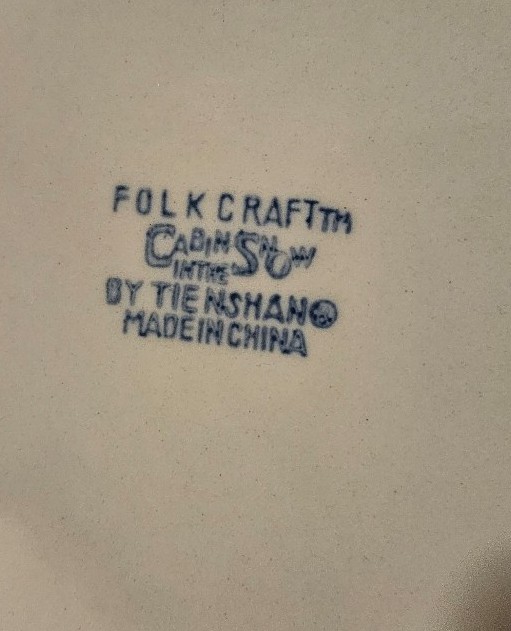 FOLK CRAFT™
CABIN IN THE SNOW
BY TIENSHAN®
MADE IN CHINA